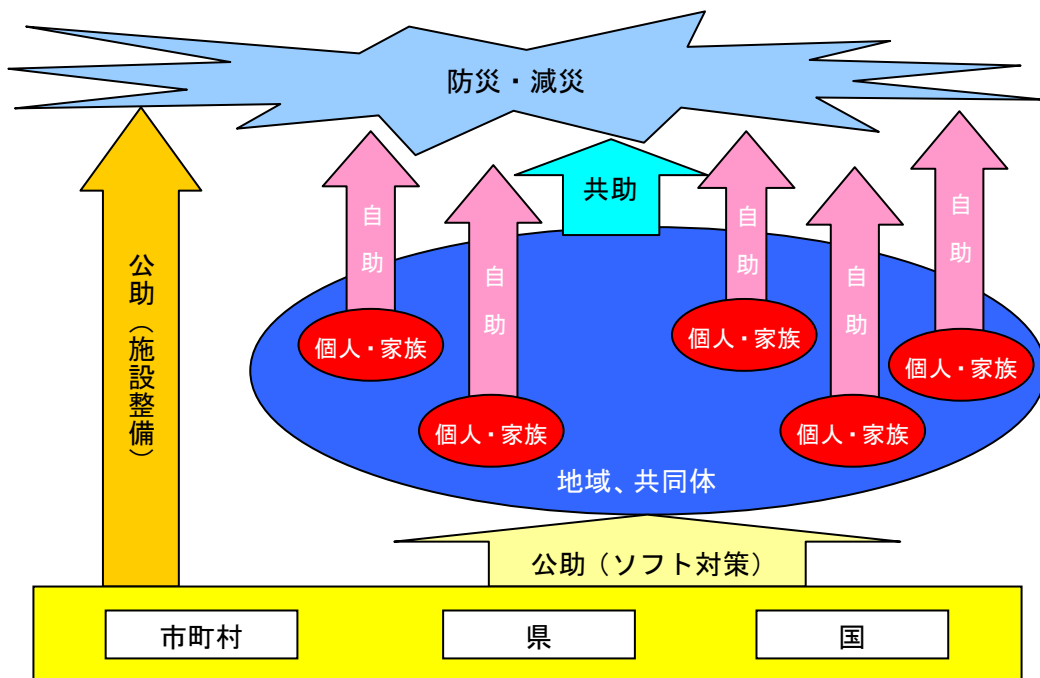 防災・減災
共助
自助
自助
自助
自助
自助
公助（施設整備）
個人・家族
個人・家族
個人・家族
個人・家族
個人・家族
地域、共同体
公助（ソフト対策）
市町村
県
国